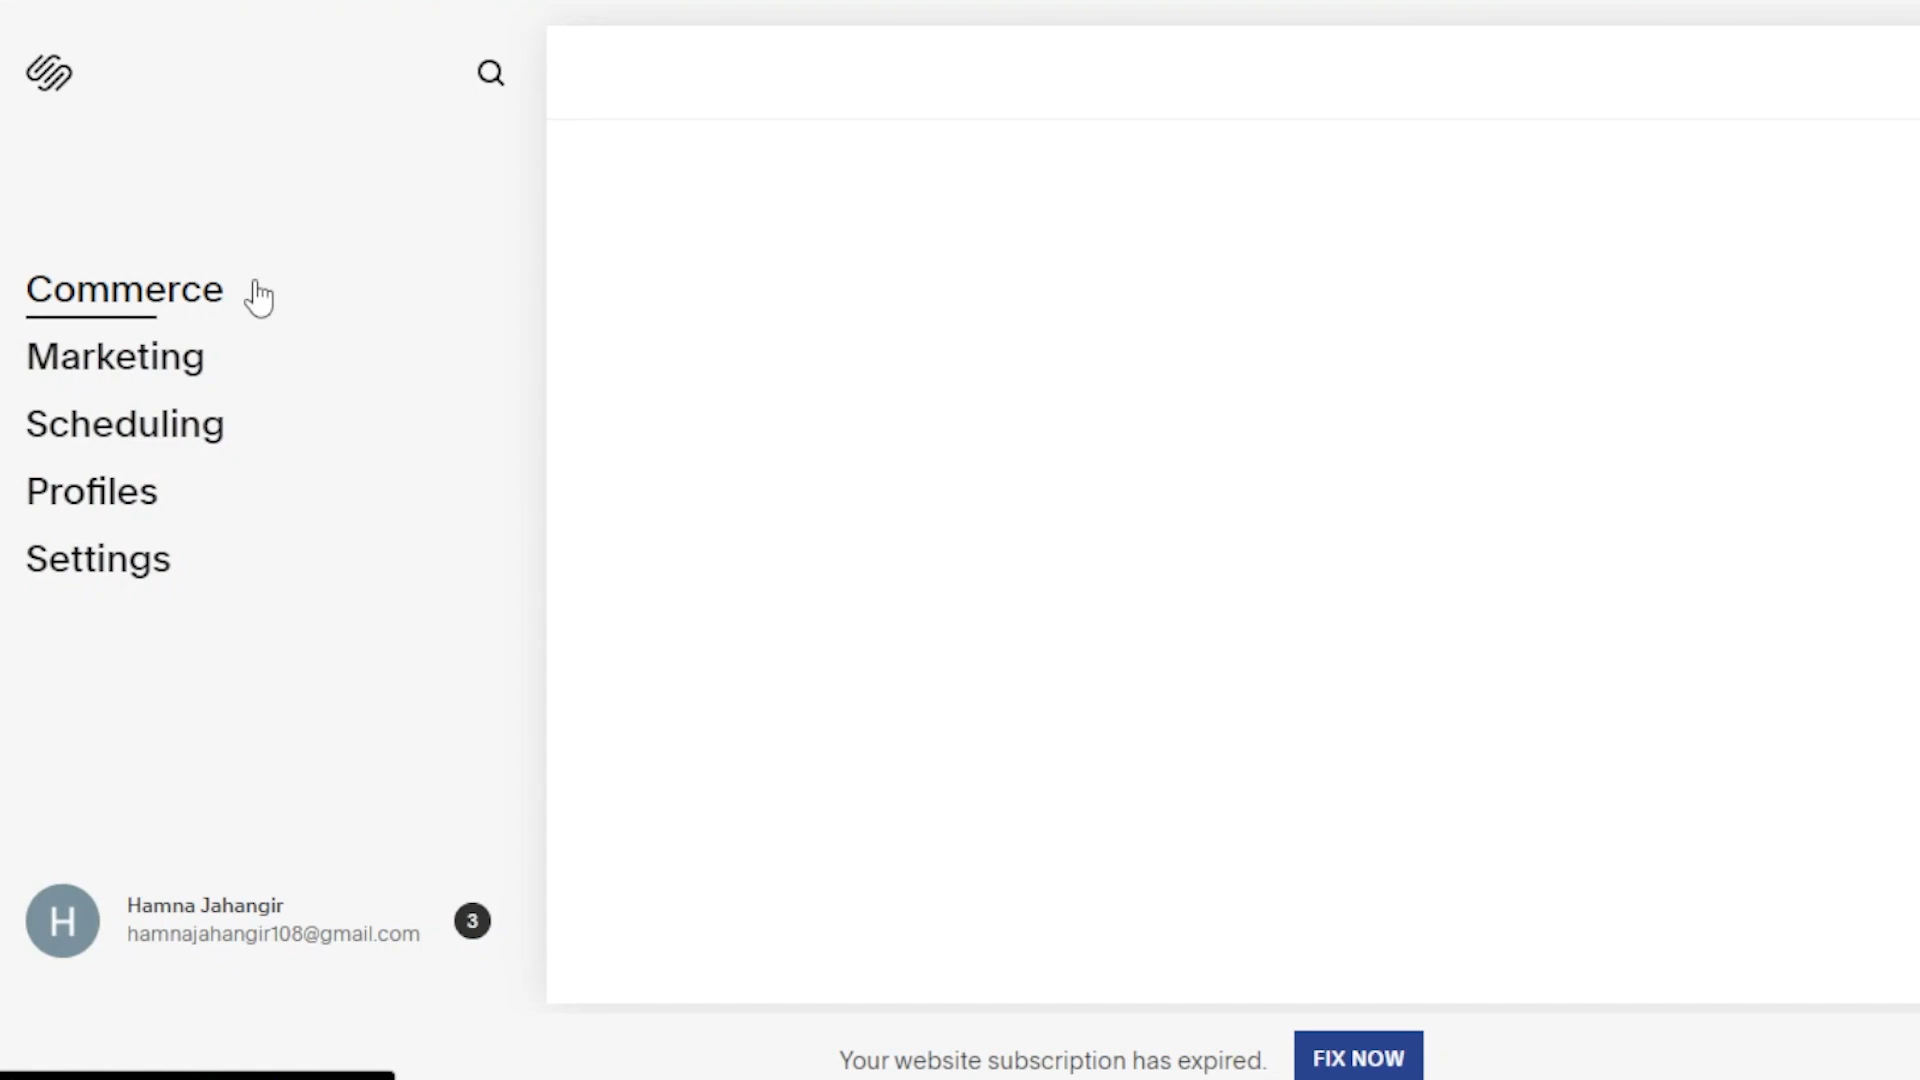 Commerce
Marketing
Scheduling
Profiles
Settings
H
Hamna Jahangir
hamnajahangir108@gmail.com
3
Your website subscription has expired.
FIX NOW